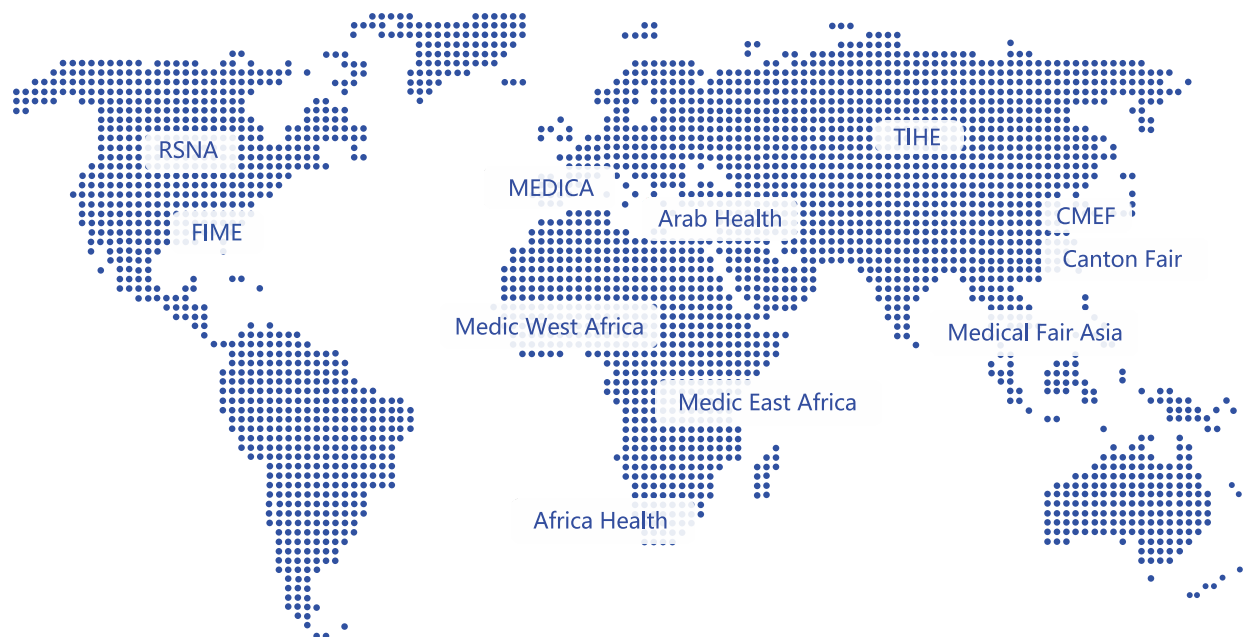 TIHE
RSNA
MEDICA
CMEF
Arab Health
FIME
Canton Fair
Medic West Africa
Medical Fair Asia
Medic East Africa
Africa Health